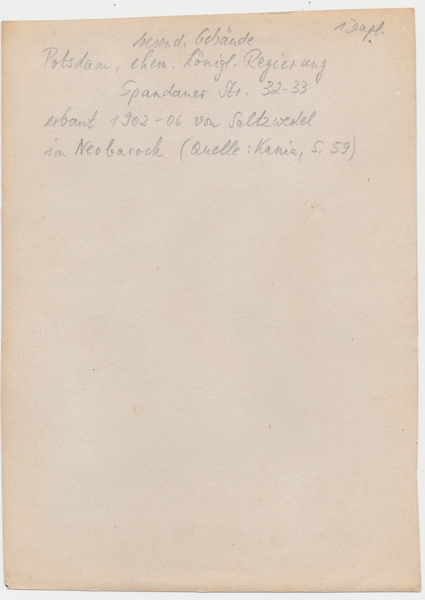 1 Dupl.
besond. Gebäude
Potsdam, ehem. Königl. Regierung
Spandauer Str. 32-33
erbaut 1902-06 von Saltzwedel
im Neobarock (Quelle: Kania, S. 59)